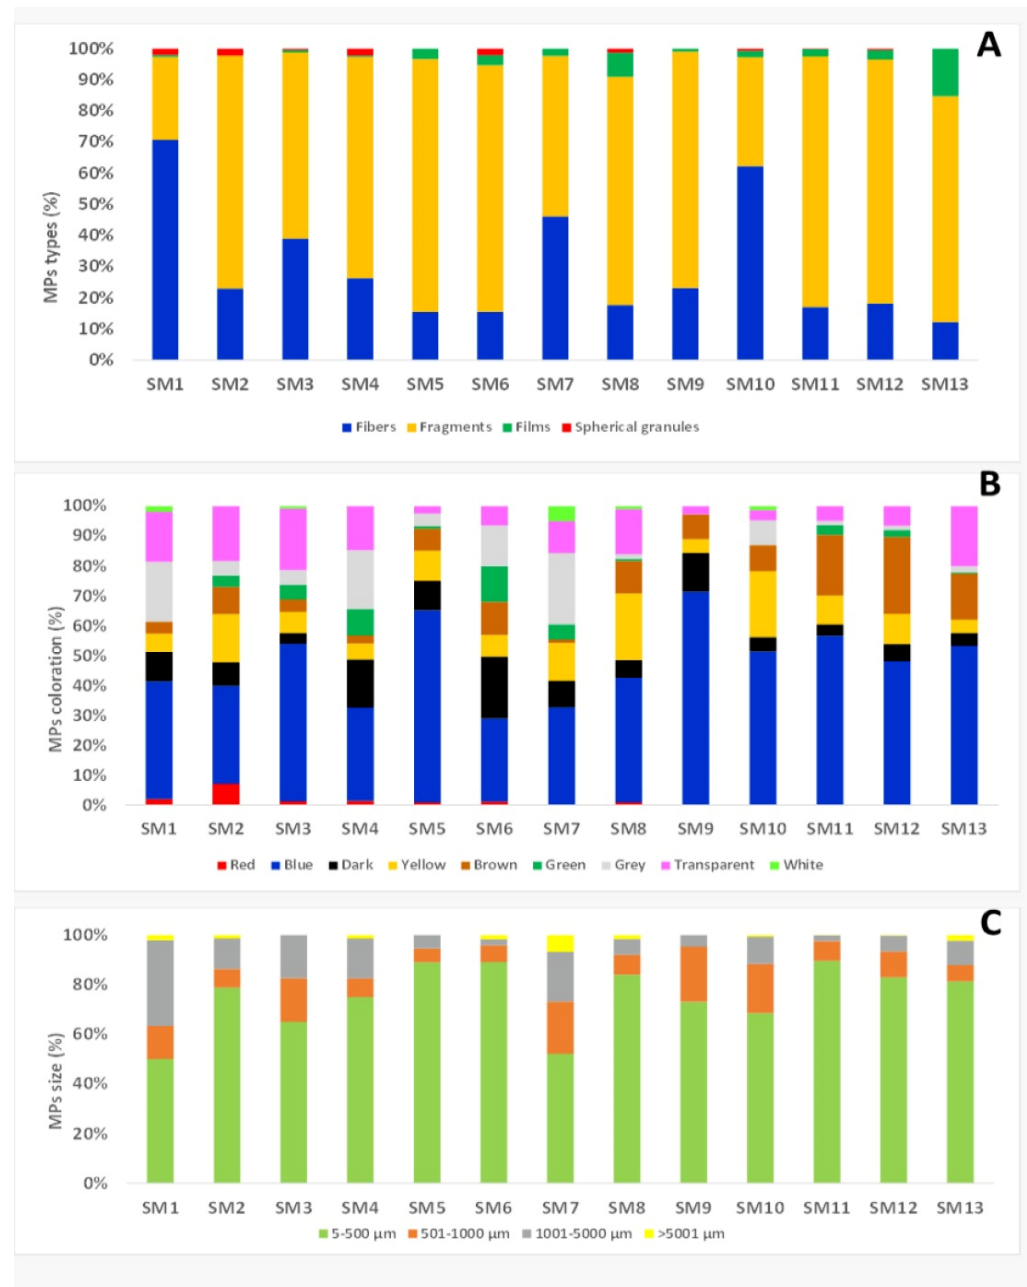 A
MPs types (%)
100%
90%
80%
70%
60%
50%
40%
30%
20%
10%
0%
SM1 SM2 SM3 SM4 SM5 SM6 SM7 SM8 SM9 SM10 SM11 SM12 SM13
Fibers Fragments Films Spherical granules
B
MPs coloration (%)
100%
90%
80%
70%
60%
50%
40%
30%
20%
10%
0%
SM1 SM2 SM3 SM4 SM5 SM6 SM7 SM8 SM9 SM10 SM11 SM12 SM13
Red Blue Dark Yellow Brown Green Grey Transparent White
C
MPs size (%)
100%
80%
60%
40%
20%
0%
SM1 SM2 SM3 SM4 SM5 SM6 SM7 SM8 SM9 SM10 SM11 SM12 SM13
5-500 µm 501-1000 µm 1001-5000 µm >5001 µm